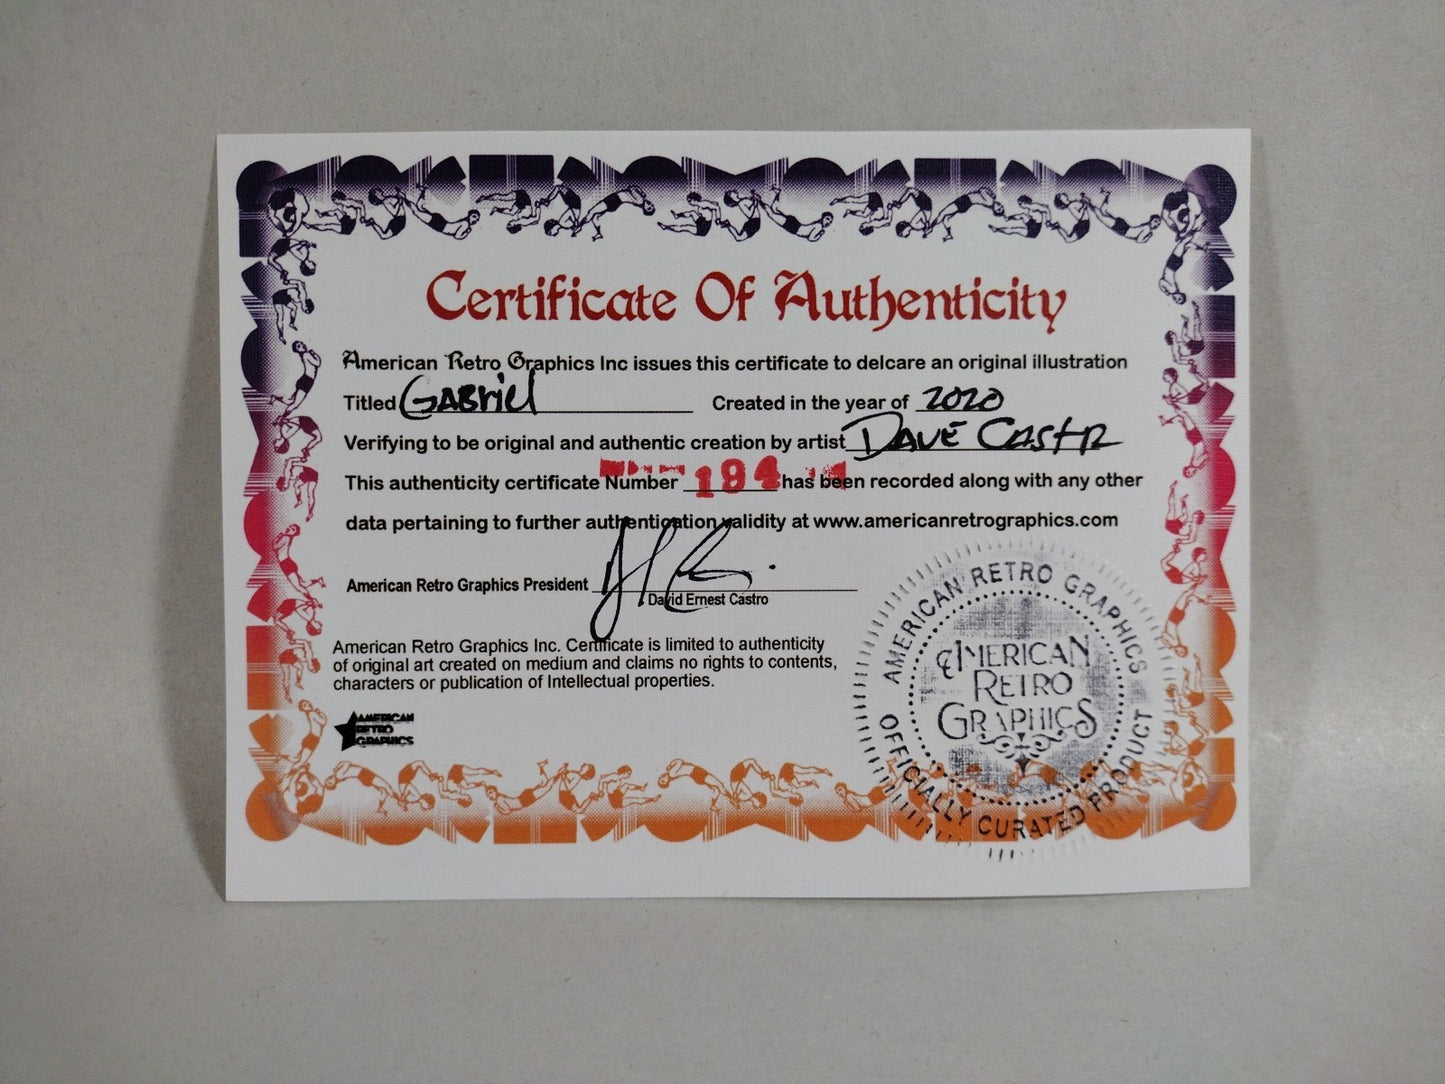 Certificate Of Authenticity
American Retro Graphics Inc issues this certificate to delcare an original illustration
Titled Gabriel Created in the year of 2020
Verifying to be original and authentic creation by artist Dave Castro
This authenticity certificate Number 194 has been recorded along with any other
data pertaining to further authentication validity at www.americanretrographics.com
American Retro Graphics President
David Ernest Castro
American Retro Graphics Inc. Certificate is limited to authenticity
of original art created on medium and claims no rights to contents,
characters or publication of Intellectual properties.
AMERICAN
RETRO
GRAPHICS
AMERICAN RETRO GRAPHICS
AMERICAN
RETRO
GRAPHICS
OFFICIALLY CURATED PRODUCT